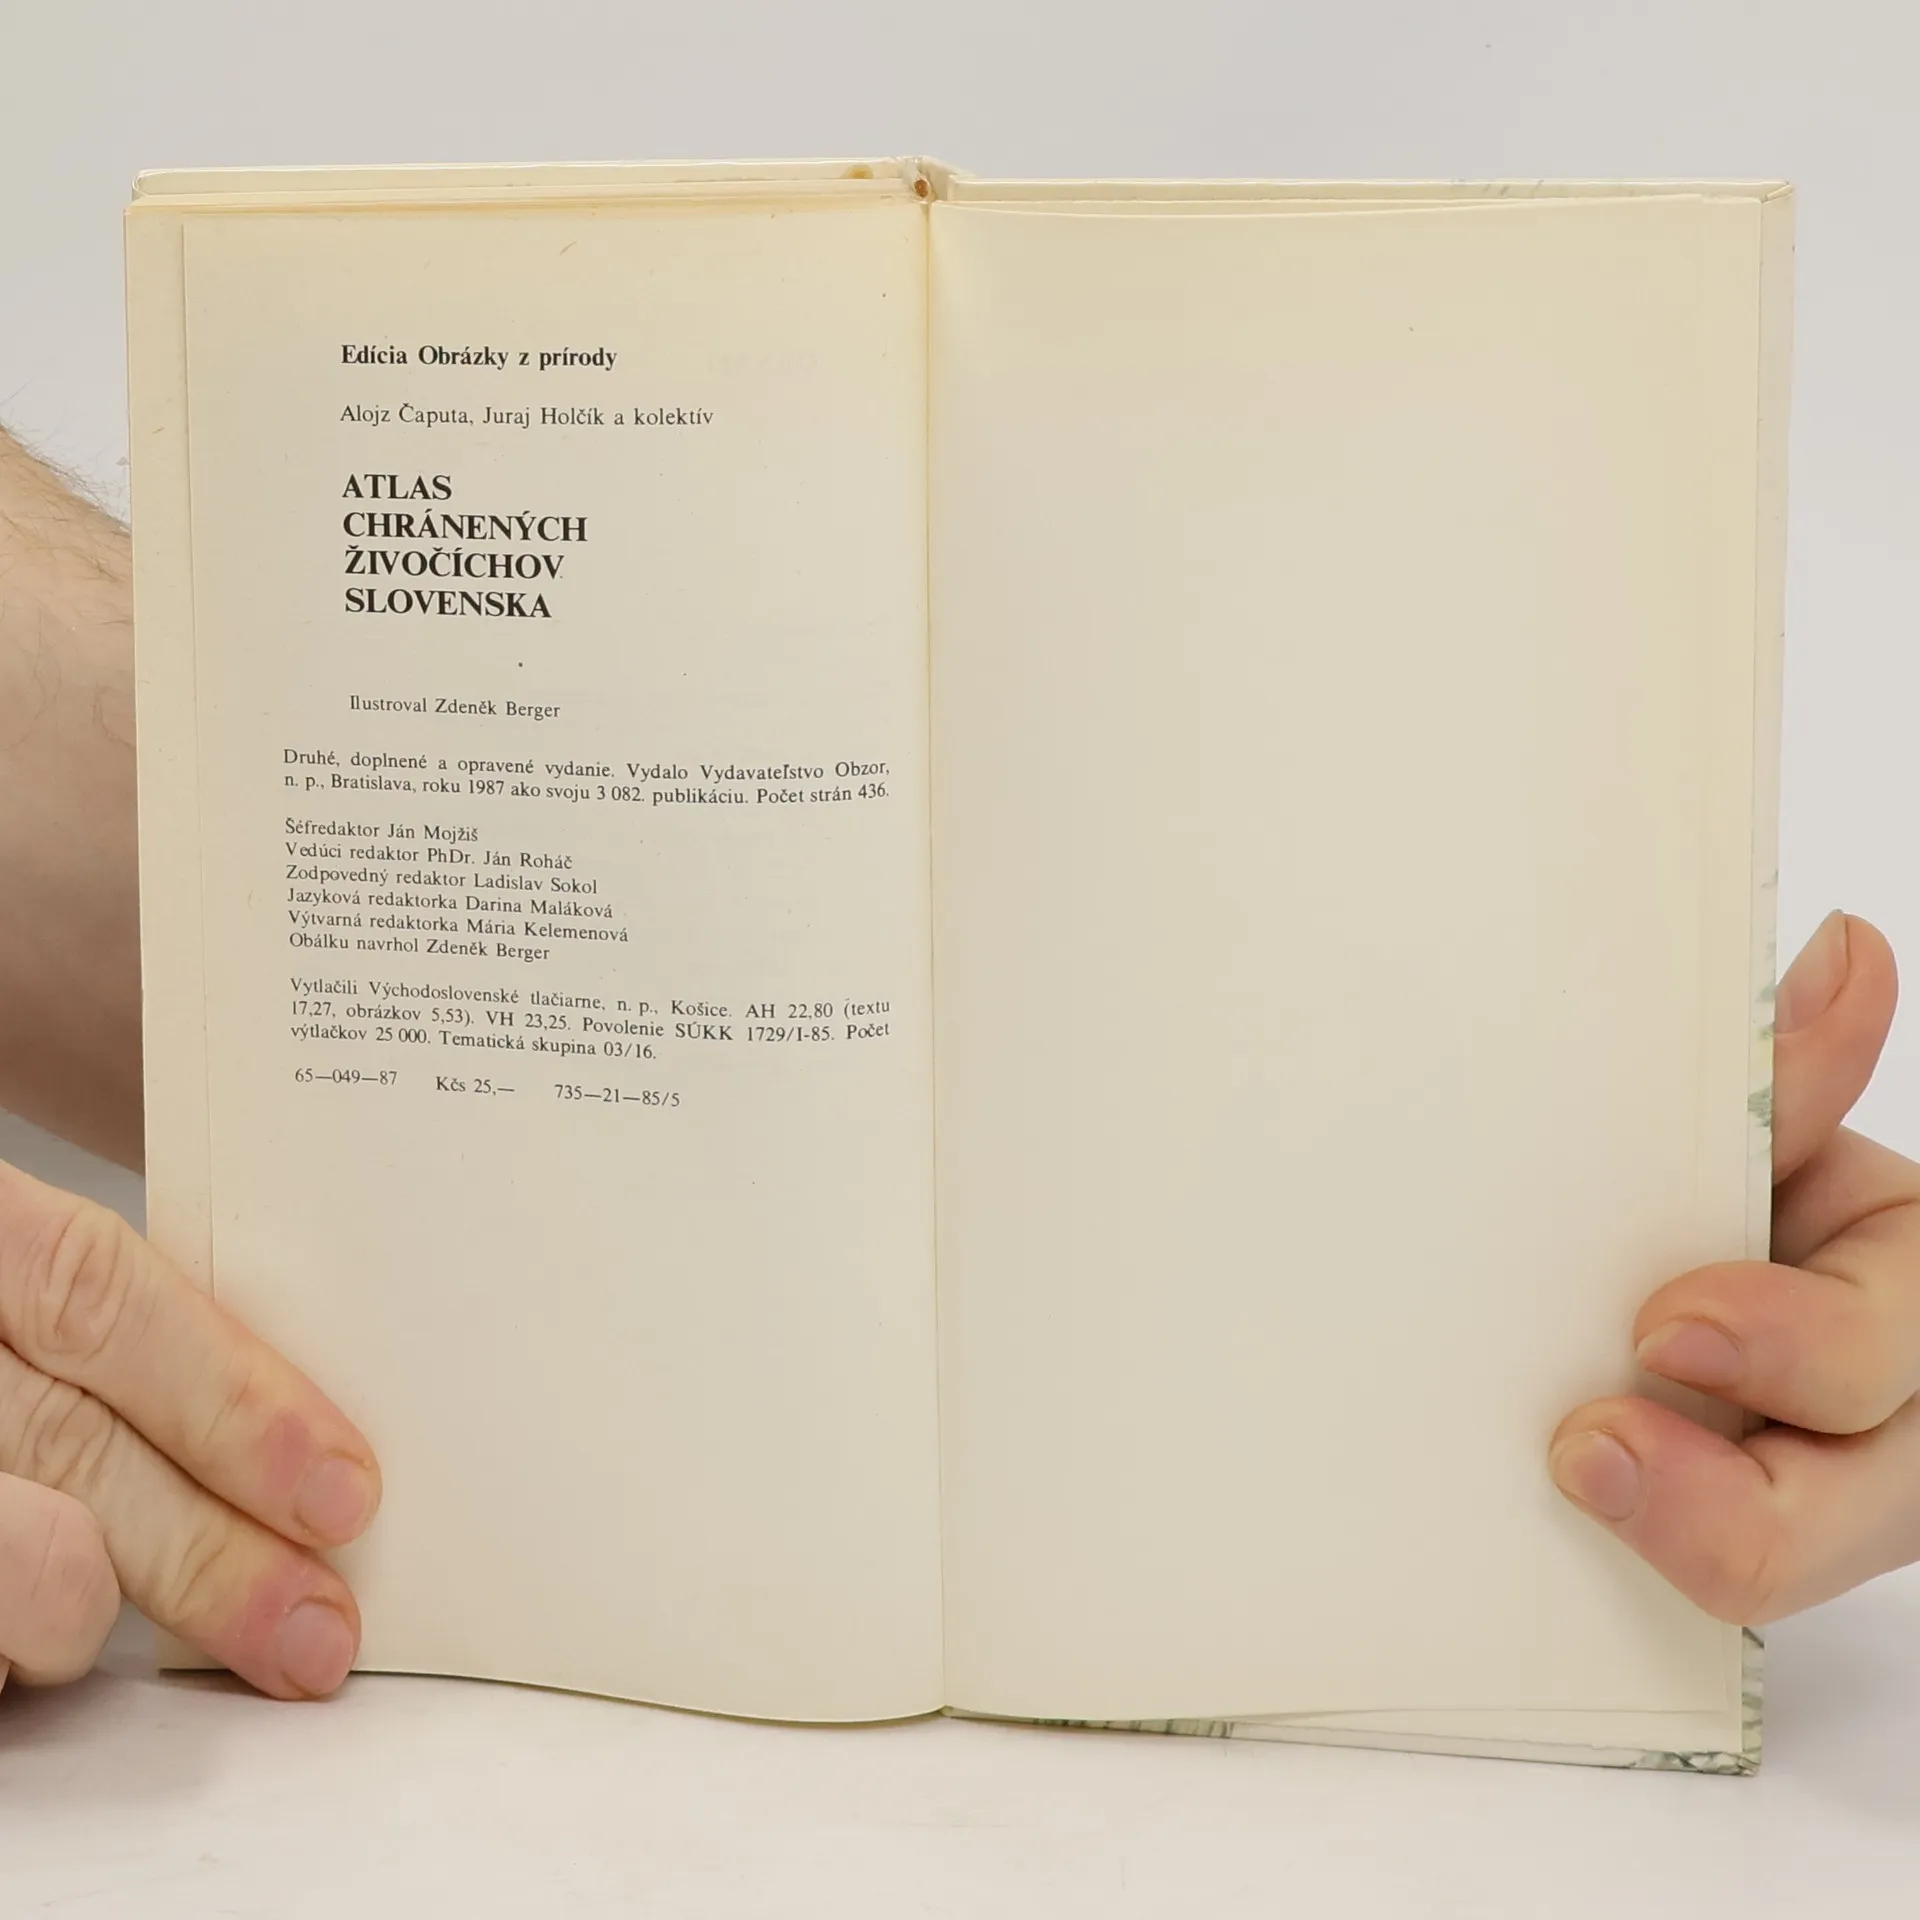 Edícia Obrázky z prírody
Alojz Čaputa, Juraj Holčík a kolektív
ATLAS
CHRÁNENÝCH
ŽIVOČÍCHOV
SLOVENSKA
Ilustroval Zdeněk Berger
Druhé, doplnené a opravené vydanie. Vydalo Vydavateľstvo Obzor,
n. p., Bratislava, roku 1987 ako svoju 3 082. publikáciu. Počet strán 436.
Šéfredaktor Ján Mojžiš
Vedúci redaktor PhDr. Ján Roháč
Zodpovedný redaktor Ladislav Sokol
Jazyková redaktorka Darina Maláková
Výtvarná redaktorka Mária Kelemenová
Obálku navrhol Zdeněk Berger
Vytlačili Východoslovenské tlačiarne, n. p., Košice. AH 22,80 (textu
17,27, obrázkov 5,53). VH 23,25. Povolenie SÚKK 1729/I-85. Počet
výtlačkov 25 000. Tematická skupina 03/16.
65—049—87 Kčs 25,— 735—21—85/5